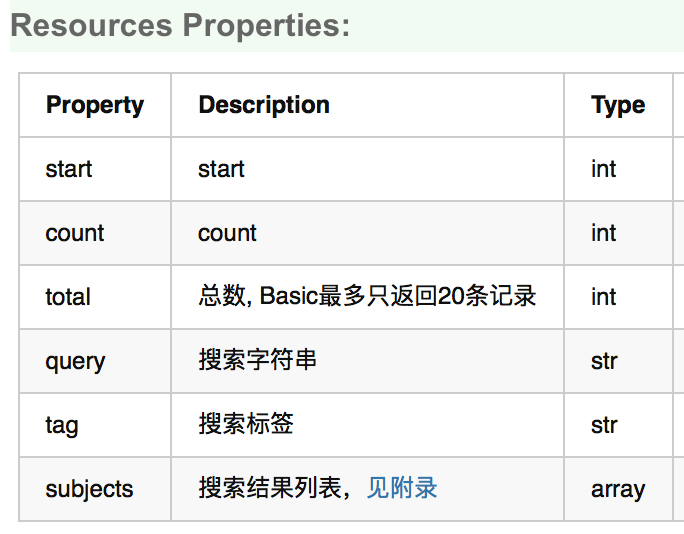 Resources Properties:
Property Description Type
start start int
count count int
total 总数, Basic最多只返回20条记录 int
query 搜索字符串 str
tag 搜索标签 str
subjects 搜索结果列表，见附录 array